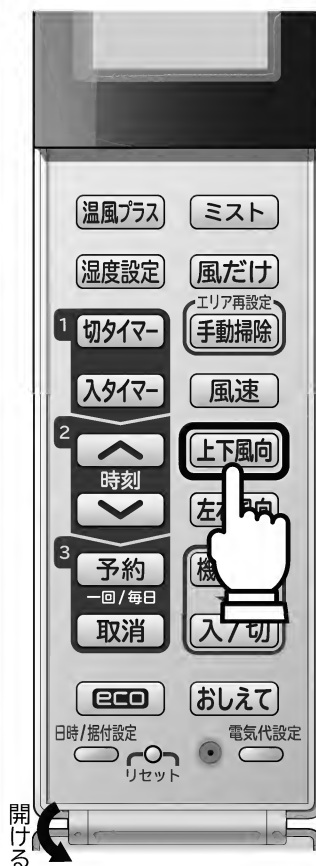 温風プラス
ミスト
湿度設定
風だけ
エリア再設定
1
切タイマー
手動掃除
入タイマー
風速
2
上下風向
時刻
左
3
予約
機
一回/毎日
取消
入/切
eco
おしえて
日時/据付設定
電気代設定
リセット
開ける